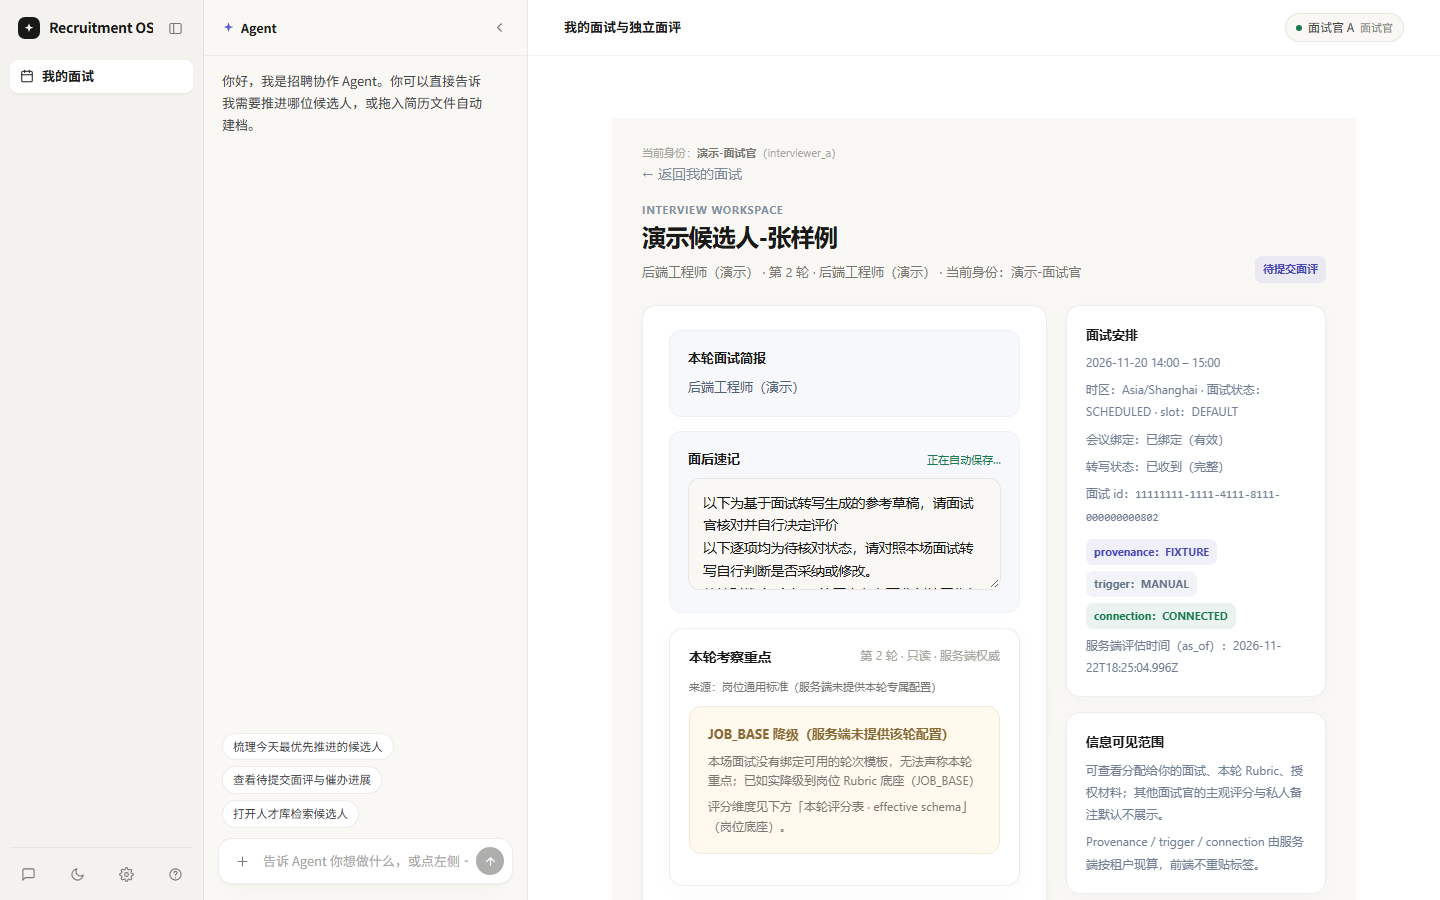 Recruitment OS
我的面试
Agent
你好，我是招聘协作 Agent。你可以直接告诉
我需要推进哪位候选人，或拖入简历文件自动
建档。
梳理今天最优先推进的候选人
查看待提交面评与催办进展
打开人才库检索候选人
告诉 Agent 你想做什么，或点左侧 -
我的面试与独立面评
面试官 A 面试官
当前身份：演示-面试官（interviewer_a）
← 返回我的面试
INTERVIEW WORKSPACE
演示候选人-张样例
后端工程师（演示） · 第 2 轮 · 后端工程师（演示） · 当前身份：演示-面试官
待提交面评
本轮面试简报
后端工程师（演示）
面后速记
正在自动保存...
以下为基于面试转写生成的参考草稿，请面试
官核对并自行决定评价
以下逐项均为待核对状态，请对照本场面试转
写自行判断是否采纳或修改。
本轮考察重点
第 2 轮 · 只读 · 服务端权威
来源：岗位通用标准（服务端未提供本轮专属配置）
JOB_BASE 降级（服务端未提供该轮配置）
本场面试没有绑定可用的轮次模板，无法声称本轮
重点；已如实降级到岗位 Rubric 底座（JOB_BASE）
评分维度见下方「本轮评分表 · effective schema」
（岗位底座）。
面试安排
2026-11-20 14:00 – 15:00
时区：Asia/Shanghai · 面试状态：
SCHEDULED · slot：DEFAULT
会议绑定：已绑定（有效）
转写状态：已收到（完整）
面试 id：11111111-1111-4111-8111-
000000000802
provenance：FIXTURE
trigger：MANUAL
connection：CONNECTED
服务端评估时间（as_of）：2026-11-
22T18:25:04.996Z
信息可见范围
可查看分配给你的面试、本轮 Rubric、授
权材料；其他面试官的主观评分与私人备
注默认不展示。
Provenance / trigger / connection 由服务
端按租户现算，前端不重贴标签。